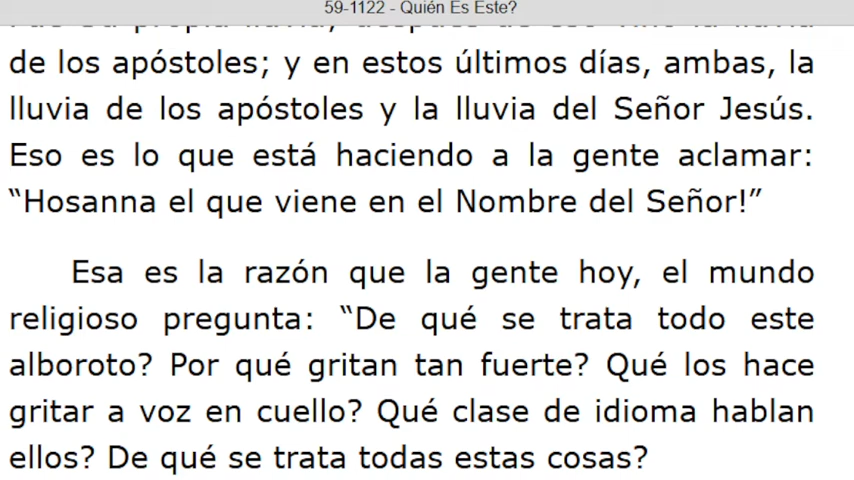 59-1122 - Quién Es Este?
de los apóstoles; y en estos últimos días, ambas, la
lluvia de los apóstoles y la lluvia del Señor Jesús.
Eso es lo que está haciendo a la gente aclamar:
“Hosanna el que viene en el Nombre del Señor!”
Esa es la razón que la gente hoy, el mundo
religioso pregunta: “De qué se trata todo este
alboroto? Por qué gritan tan fuerte? Qué los hace
gritar a voz en cuello? Qué clase de idioma hablan
ellos? De qué se trata todas estas cosas?